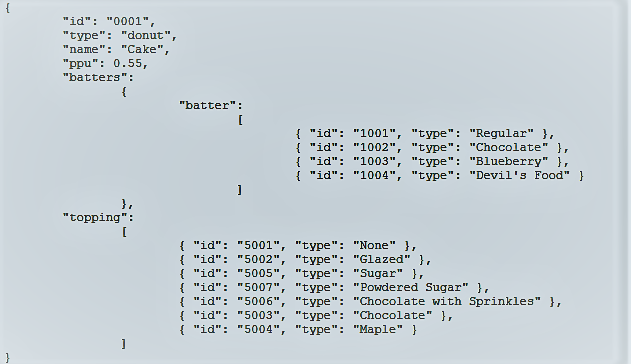 {
"id": "0001",
"type": "donut",
"name": "Cake",
"ppu": 0.55,
"batters":
{
"batter":
[
{ "id": "1001", "type": "Regular" },
{ "id": "1002", "type": "Chocolate" },
{ "id": "1003", "type": "Blueberry" },
{ "id": "1004", "type": "Devil's Food" }
]
},
"topping":
[
{ "id": "5001", "type": "None" },
{ "id": "5002", "type": "Glazed" },
{ "id": "5005", "type": "Sugar" },
{ "id": "5007", "type": "Powdered Sugar" },
{ "id": "5006", "type": "Chocolate with Sprinkles" },
{ "id": "5003", "type": "Chocolate" },
{ "id": "5004", "type": "Maple" }
]
}